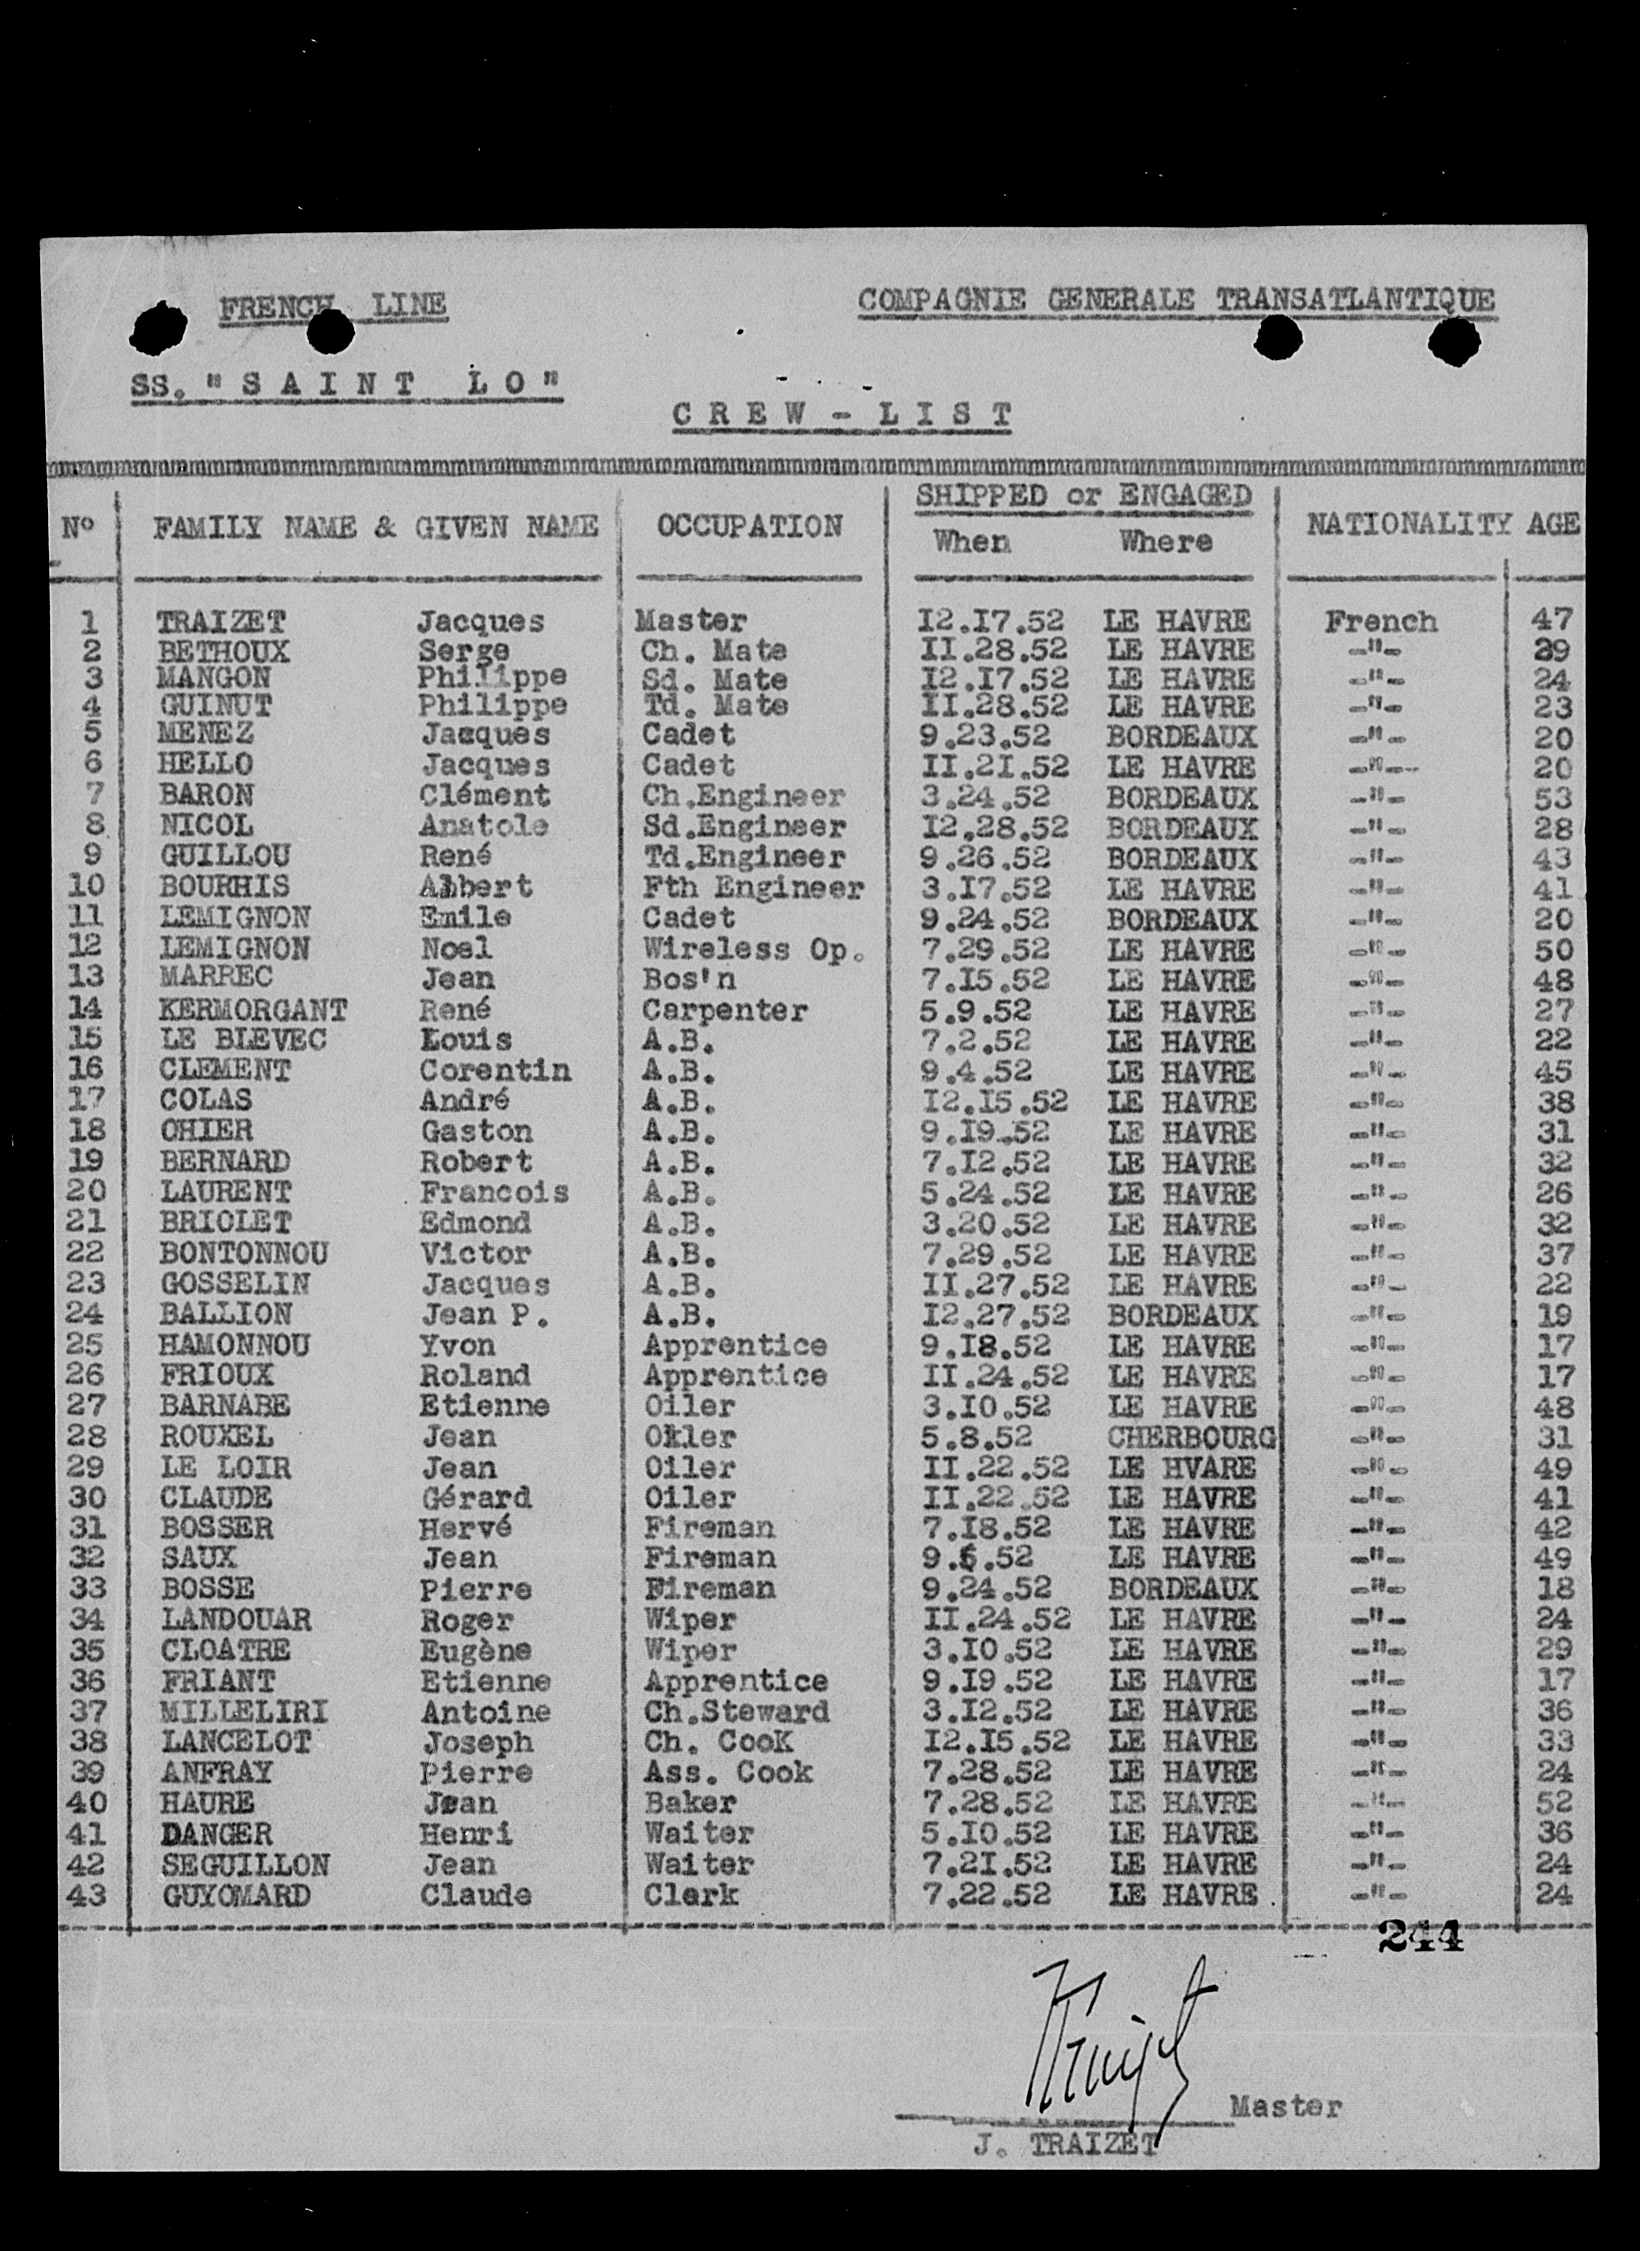 FRENCH LINE COMPAGNIE GENERALE TRANSATLANTIQUE
SS. "SAINT LO"
CREW-LIST
SHIPPED or ENGAGED
N° FAMILY NAME & GIVEN NAME OCCUPATION When Where NATIONALITY AGE
1 TRAIZET Jacques Master I2.I7.52 LE HAVRE French 47
2 BETHOUX Serge Ch. Mate II.28.52 LE HAVRE -"- 29
3 MANGON Philippe Sd. Mate I2.I7.52 LE HAVRE -"- 24
4 GUINUT Philippe Td. Mate II.28.52 LE HAVRE -"- 23
5 MENEZ Jacques Cadet 9.23.52 BORDEAUX -"- 20
6 HELLO Jacques Cadet II.2I.52 LE HAVRE -"- 20
7 BARON Clément Ch.Engineer 3.24.52 BORDEAUX -"- 53
8 NICOL Anatole Sd.Engineer I2.28.52 BORDEAUX -"- 28
9 GUILLOU René Td.Engineer 9.26.52 BORDEAUX -"- 43
10 BOURHIS Albert Fth Engineer 3.I7.52 LE HAVRE -"- 41
11 LEMIGNON Emile Cadet 9.24.52 BORDEAUX -"- 20
12 LEMIGNON Noel Wireless Op. 7.29.52 LE HAVRE -"- 50
13 MARREC Jean Bos'n 7.I5.52 LE HAVRE -"- 48
14 KERMORGANT René Carpenter 5.9.52 LE HAVRE -"- 27
15 LE BLEVEC Louis A.B. 7.2.52 LE HAVRE -"- 22
16 CLEMENT Corentin A.B. 9.4.52 LE HAVRE -"- 45
17 COLAS André A.B. I2.I5.52 LE HAVRE -"- 38
18 OHIER Gaston A.B. 9.I9.52 LE HAVRE -"- 31
19 BERNARD Robert A.B. 7.I2.52 LE HAVRE -"- 32
20 LAURENT Francois A.B. 5.24.52 LE HAVRE -"- 26
21 BRIOLET Edmond A.B. 3.20.52 LE HAVRE -"- 32
22 BONTONNOU Victor A.B. 7.29.52 LE HAVRE -"- 37
23 GOSSELIN Jacques A.B. II.27.52 LE HAVRE -"- 22
24 BALLION Jean P. A.B. I2.27.52 BORDEAUX -"- 19
25 HAMONNOU Yvon Apprentice 9.I8.52 LE HAVRE -"- 17
26 FRIOUX Roland Apprentice II.24.52 LE HAVRE -"- 17
27 BARNABE Etienne Oiler 3.I0.52 LE HAVRE -"- 48
28 ROUXEL Jean Oiler 5.8.52 CHERBOURG -"- 31
29 LE LOIR Jean Oiler II.22.52 LE HVARE -"- 49
30 CLAUDE Gérard Oiler II.22.52 LE HAVRE -"- 41
31 BOSSER Hervé Fireman 7.I8.52 LE HAVRE -"- 42
32 SAUX Jean Fireman 9.6.52 LE HAVRE -"- 49
33 BOSSE Pierre Fireman 9.24.52 BORDEAUX -"- 18
34 LANDOUAR Roger Wiper II.24.52 LE HAVRE -"- 24
35 CLOATRE Eugène Wiper 3.I0.52 LE HAVRE -"- 29
36 FRIANT Etienne Apprentice 9.I9.52 LE HAVRE -"- 17
37 MILLELIRI Antoine Ch.Steward 3.I2.52 LE HAVRE -"- 36
38 LANCELOT Joseph Ch. CooK I2.I5.52 LE HAVRE -"- 33
39 ANFRAY Pierre Ass. Cook 7.28.52 LE HAVRE -"- 24
40 HAURE Jean Baker 7.28.52 LE HAVRE -"- 52
41 DANGER Henri Waiter 5.I0.52 LE HAVRE -"- 36
42 SEGUILLON Jean Waiter 7.2I.52 LE HAVRE -"- 24
43 GUYOMARD Claude Clerk 7.22.52 LE HAVRE -"- 24
244
Traizet
Master
J. TRAIZET